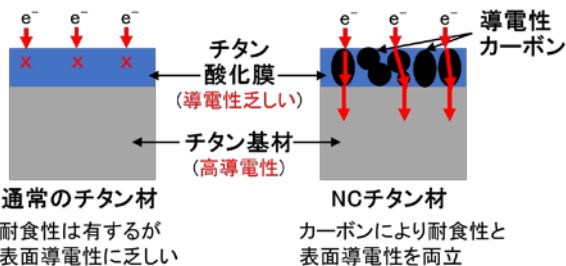 e⁻ e⁻ e⁻
e⁻ e⁻ e⁻
導電性
カーボン
チタン
酸化膜
(導電性乏しい)
チタン基材
(高導電性)
通常のチタン材
耐食性は有するが
表面導電性に乏しい
NCチタン材
カーボンにより耐食性と
表面導電性を両立